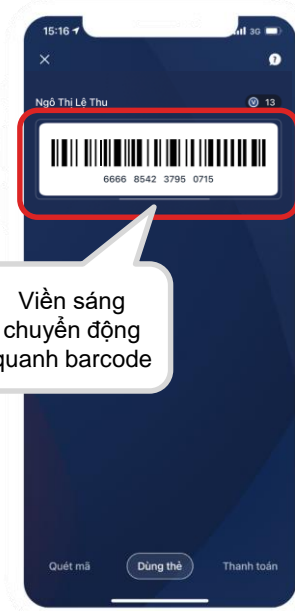 15:16
3G
Ngô Thị Lệ Thu
13
6666 8542 3795 0715
Viền sáng
chuyển động
quanh barcode
Quét mã
Dùng thẻ
Thanh toán